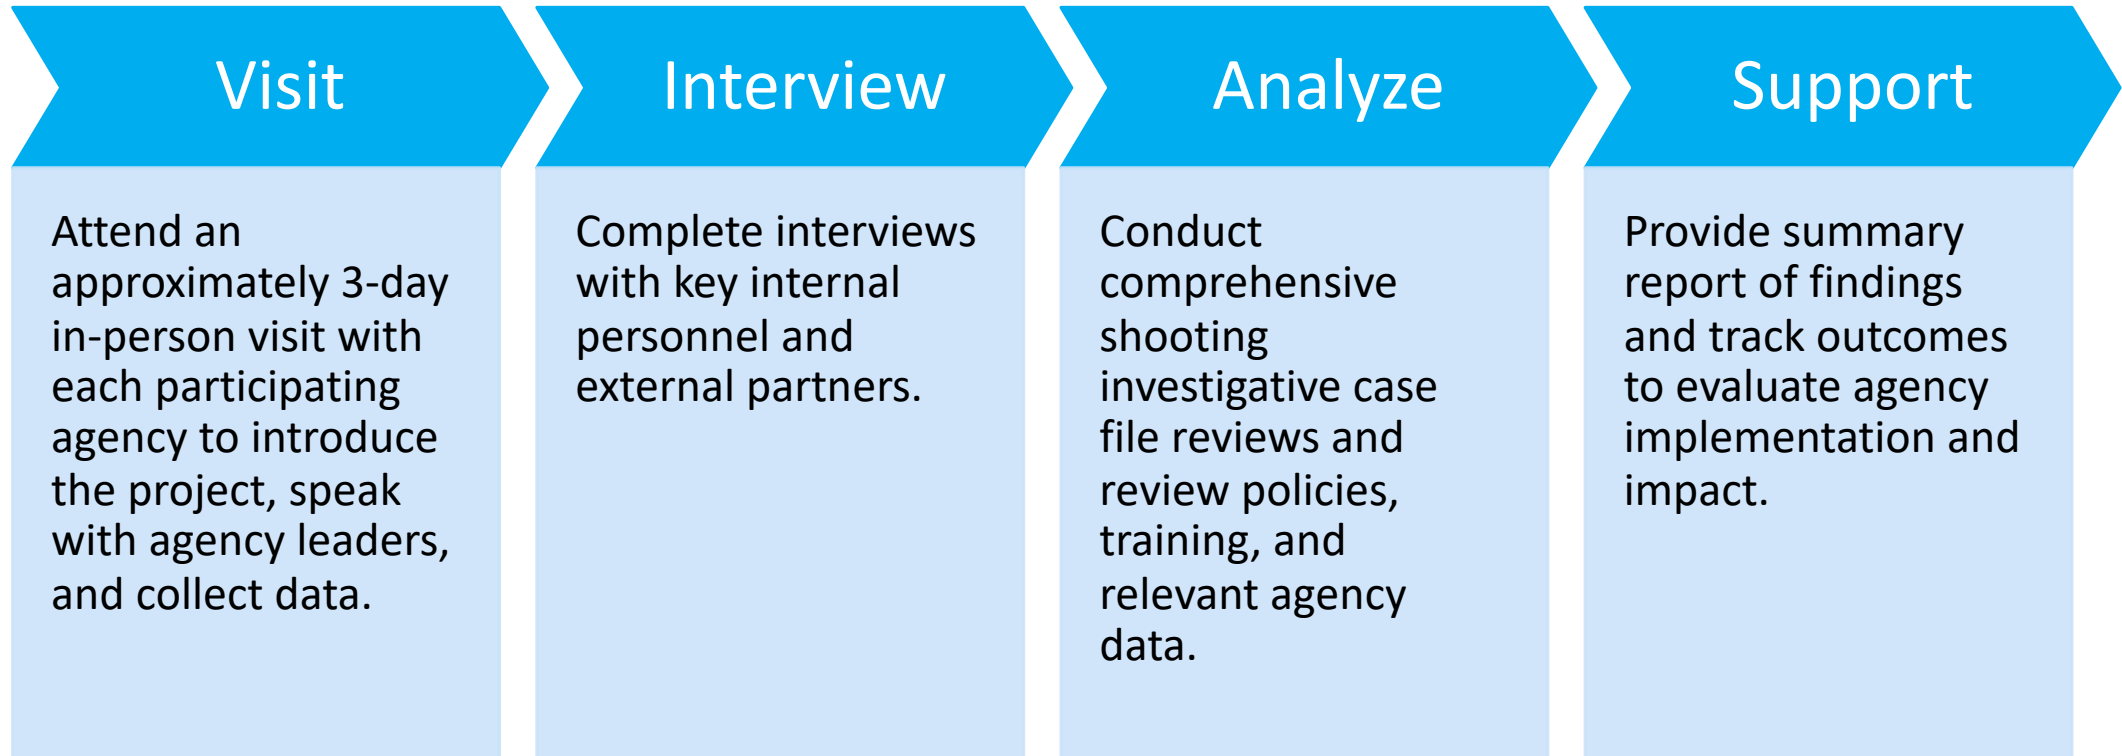 Visit
Attend an
approximately 3-day
in-person visit with
each participating
agency to introduce
the project, speak
with agency leaders,
and collect data.
Interview
Complete interviews
with key internal
personnel and
external partners.
Analyze
Conduct
comprehensive
shooting
investigative case
file reviews and
review policies,
training, and
relevant agency
data.
Support
Provide summary
report of findings
and track outcomes
to evaluate agency
implementation and
impact.